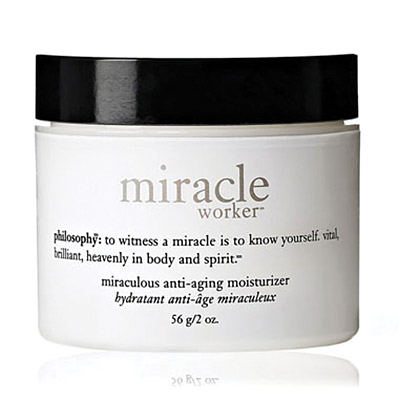 miracle
worker™
philosophy™: to witness a miracle is to know yourself. vital,
brilliant, heavenly in body and spirit.℠
miraculous anti-aging moisturizer
hydratant anti-âge miraculeux
56 g/2 oz.